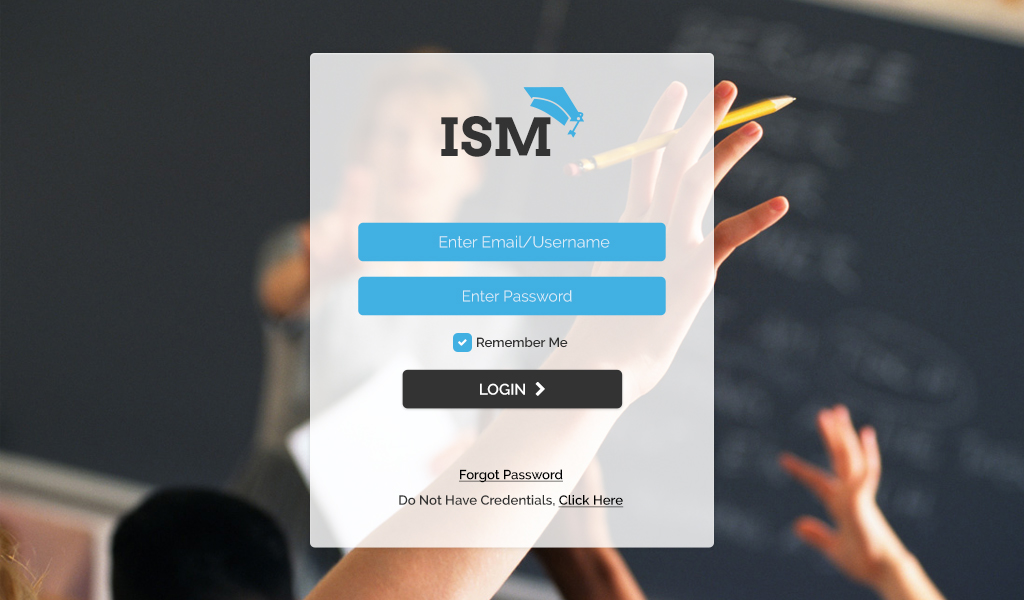 ISM
Enter Email/Username
Enter Password
Remember Me
LOGIN
Forgot Password
Do Not Have Credentials, Click Here